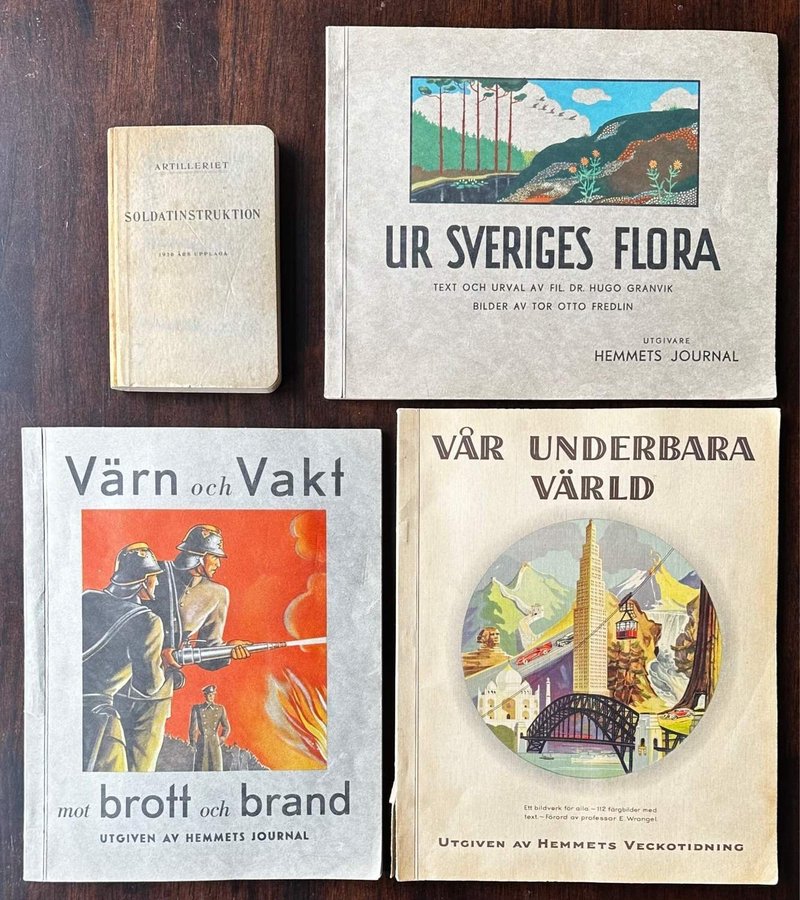 ARTILLERIET
SOLDATINSTRUKTION
1938 ÅRS UPPLAGA
UR SVERIGES FLORA
TEXT OCH URVAL AV FIL. DR. HUGO GRANVIK
BILDER AV TOR OTTO FREDLIN
UTGIVARE
HEMMETS JOURNAL
Värn och Vakt
mot brott och brand
UTGIVEN AV HEMMETS JOURNAL
VÅR UNDERBARA
VÄRLD
Ett bildverk för alla – 112 färgbilder med
text – Förord av professor E. Wrangel
UTGIVEN AV HEMMETS VECKOTIDNING